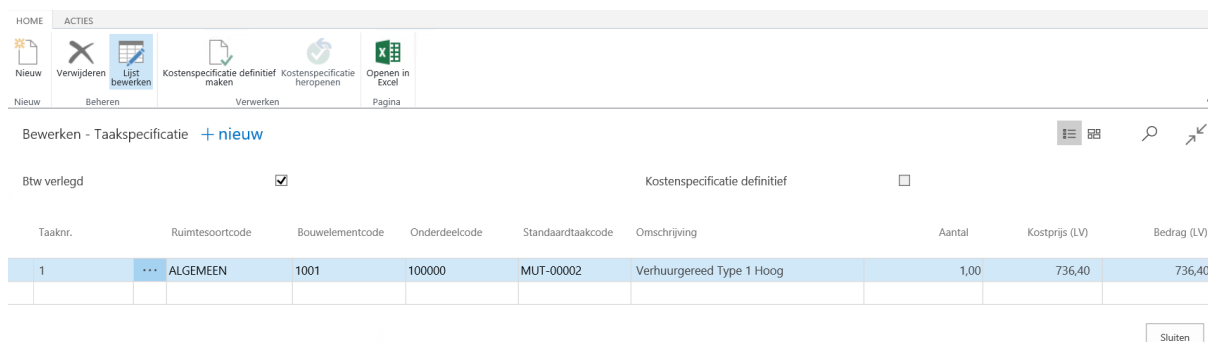 HOME ACTIES
Nieuw Verwijderen Lijst bewerken Kostenspecificatie definitief maken Kostenspecificatie heropenen Openen in Excel
Nieuw Beheren Verwerken Pagina
Bewerken - Taakspecificatie + nieuw
Btw verlegd Kostenspecificatie definitief
Taaknr. Ruimtesoortcode Bouwelementcode Onderdeelcode Standaardtaakcode Omschrijving Aantal Kostprijs (LV) Bedrag (LV)
1 ··· ALGEMEEN 1001 100000 MUT-00002 Verhuurgereed Type 1 Hoog 1,00 736,40 736,40
Sluiten